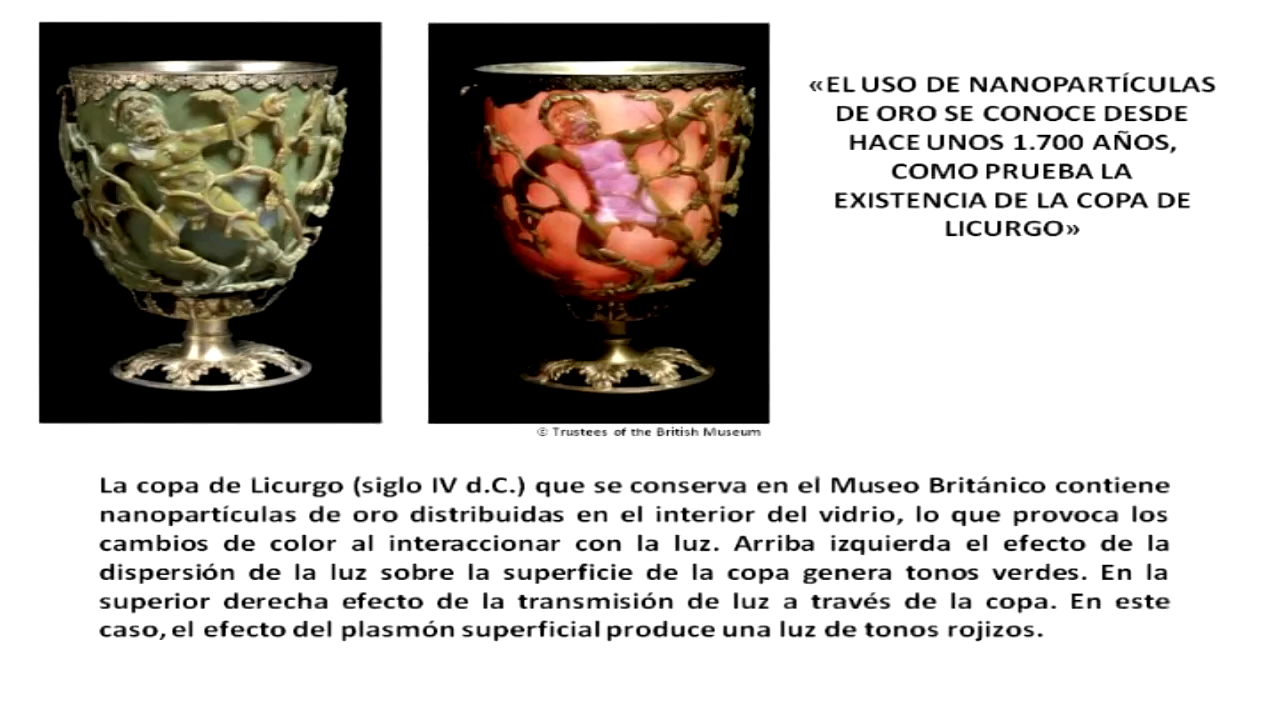 «EL USO DE NANOPARTÍCULAS
DE ORO SE CONOCE DESDE
HACE UNOS 1.700 AÑOS,
COMO PRUEBA LA
EXISTENCIA DE LA COPA DE
LICURGO»
© Trustees of the British Museum
La copa de Licurgo (siglo IV d.C.) que se conserva en el Museo Británico contiene
nanopartículas de oro distribuidas en el interior del vidrio, lo que provoca los
cambios de color al interaccionar con la luz. Arriba izquierda el efecto de la
dispersión de la luz sobre la superficie de la copa genera tonos verdes. En la
superior derecha efecto de la transmisión de luz a través de la copa. En este
caso, el efecto del plasmón superficial produce una luz de tonos rojizos.